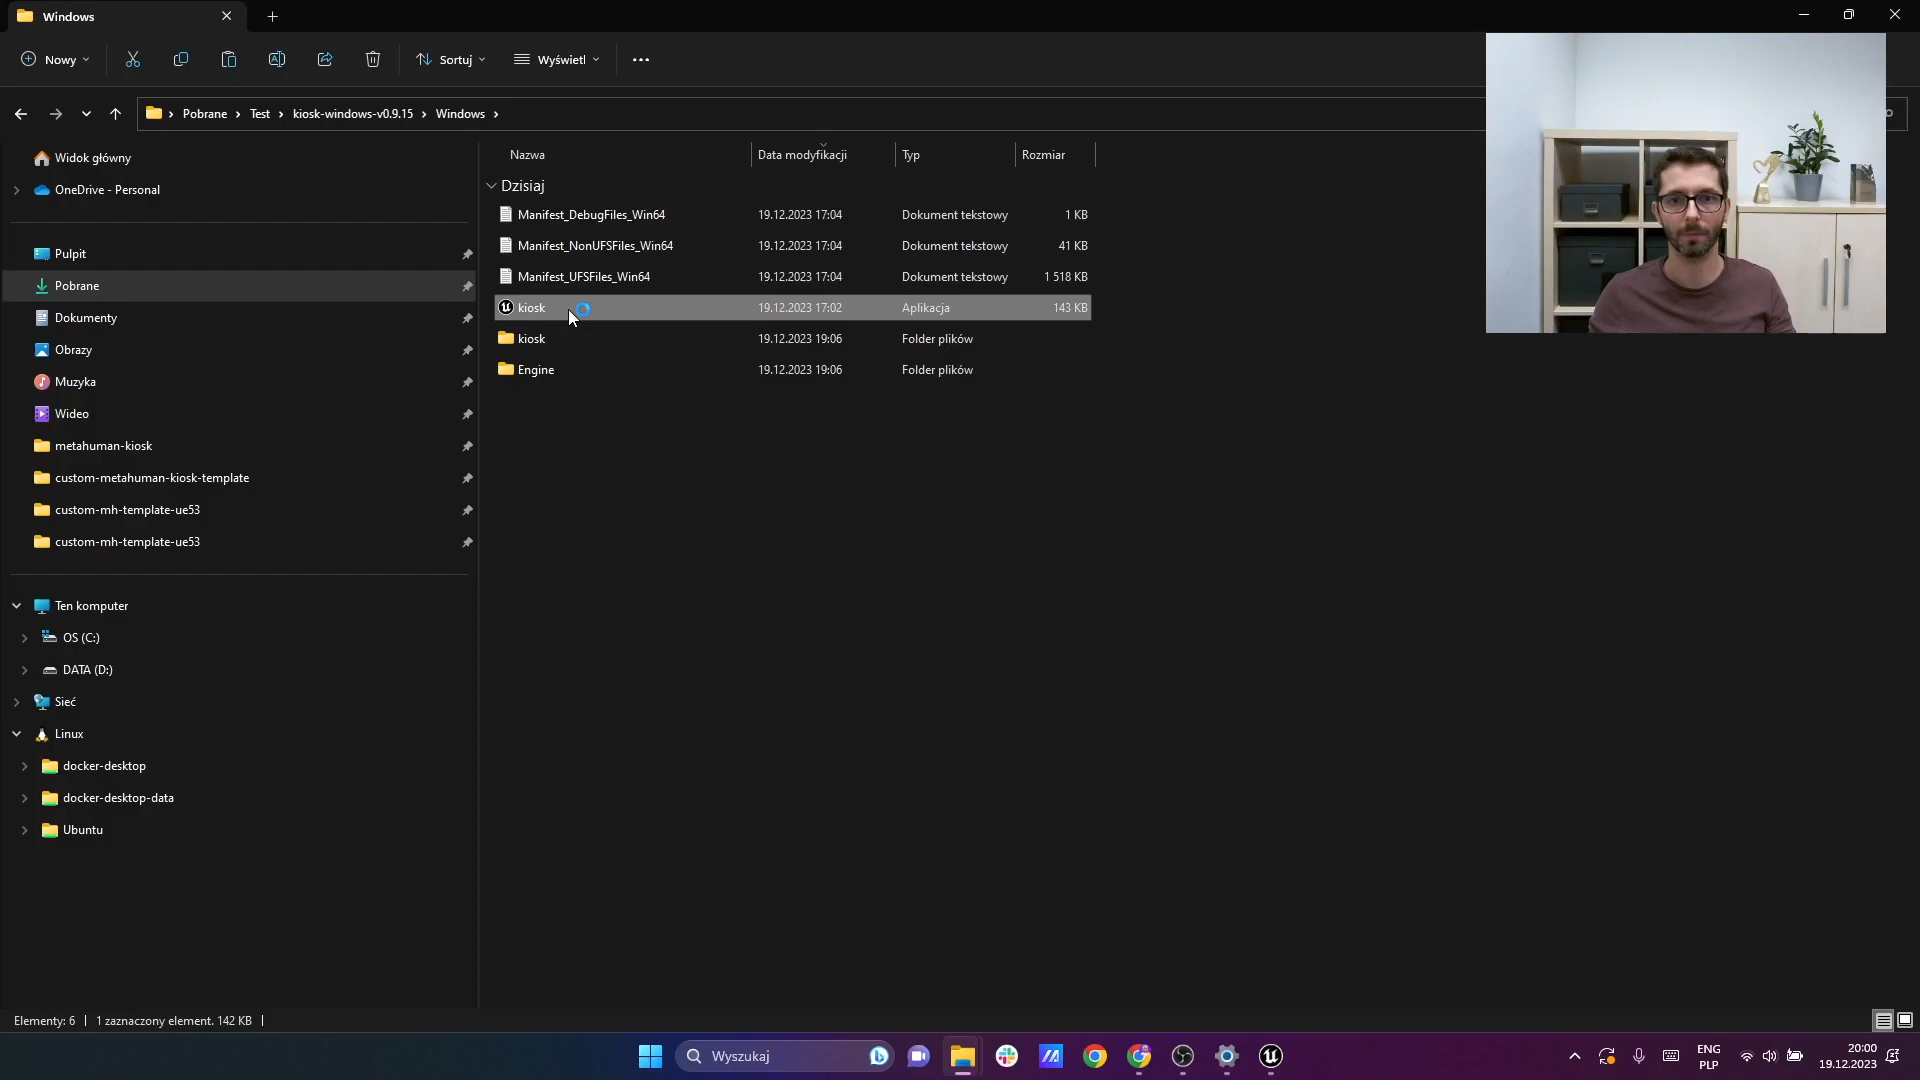 Windows
Nowy
Sortuj
Wyświetl
Pobrane
Test
kiosk-windows-v0.9.15
Windows
Nazwa
Data modyfikacji
Typ
Rozmiar
Widok główny
OneDrive - Personal
Pulpit
Pobrane
Dokumenty
Obrazy
Muzyka
Wideo
metahuman-kiosk
custom-metahuman-kiosk-template
custom-mh-template-ue53
custom-mh-template-ue53
Ten komputer
OS (C:)
DATA (D:)
Sieć
Linux
docker-desktop
docker-desktop-data
Ubuntu
Dzisiaj
Manifest_DebugFiles_Win64 19.12.2023 17:04 Dokument tekstowy 1 KB
Manifest_NonUFSFiles_Win64 19.12.2023 17:04 Dokument tekstowy 41 KB
Manifest_UFSFiles_Win64 19.12.2023 17:04 Dokument tekstowy 1 518 KB
kiosk 19.12.2023 17:02 Aplikacja 143 KB
kiosk 19.12.2023 19:06 Folder plików
Engine 19.12.2023 19:06 Folder plików
Elementy: 6
1 zaznaczony element. 142 KB
Wyszukaj
ENG
PLP
20:00
19.12.2023